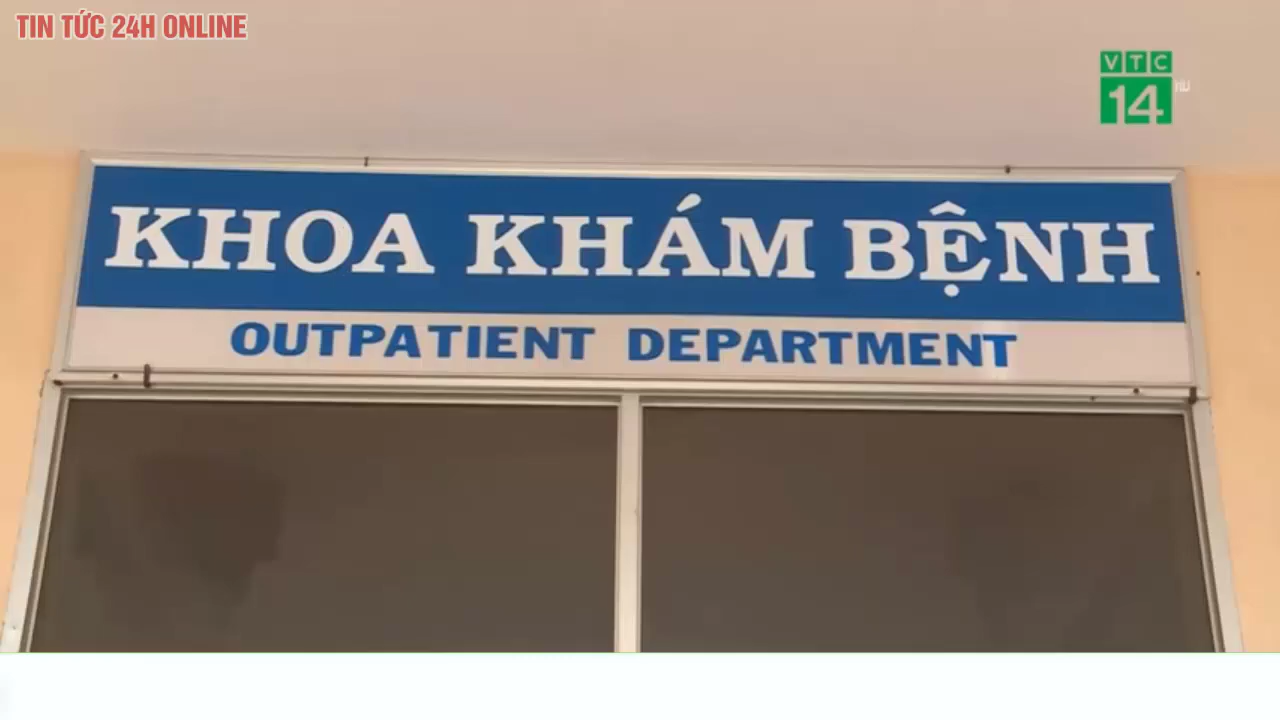 TIN TỨC 24H ONLINE
VTC
14
KHOA KHÁM BỆNH
OUTPATIENT DEPARTMENT